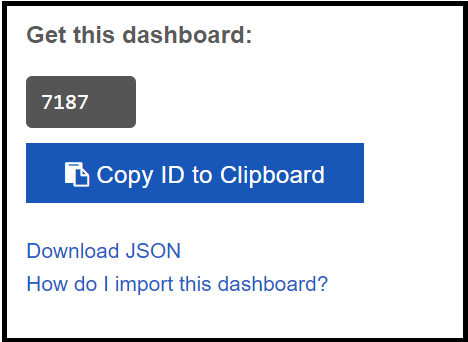 Get this dashboard:
7187
Copy ID to Clipboard
Download JSON
How do I import this dashboard?